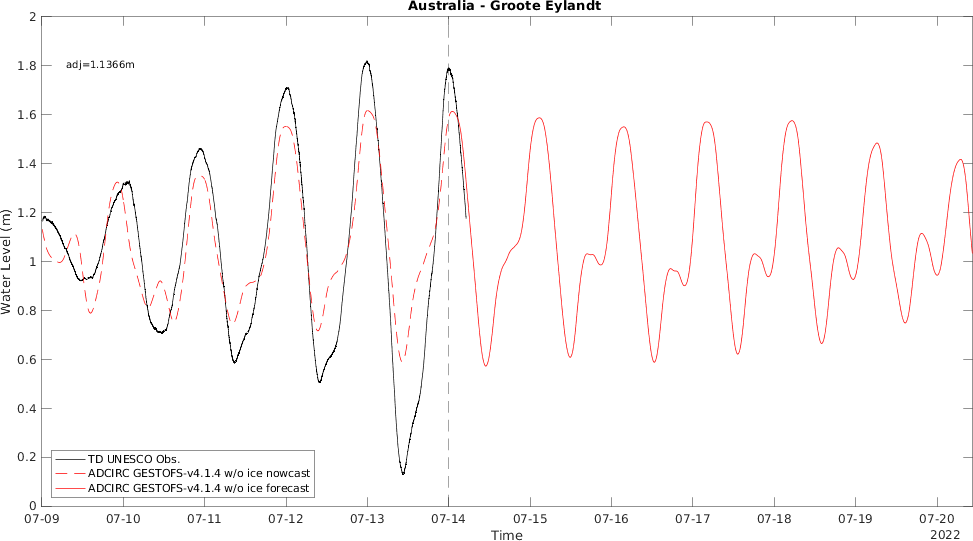 Australia - Groote Eylandt
adj=1.1366m
Water Level (m)
2
1.8
1.6
1.4
1.2
1
0.8
0.6
0.4
0.2
0
TD UNESCO Obs.
ADCIRC GESTOFS-v4.1.4 w/o ice nowcast
ADCIRC GESTOFS-v4.1.4 w/o ice forecast
07-09 07-10 07-11 07-12 07-13 07-14 07-15 07-16 07-17 07-18 07-19 07-20
Time
2022